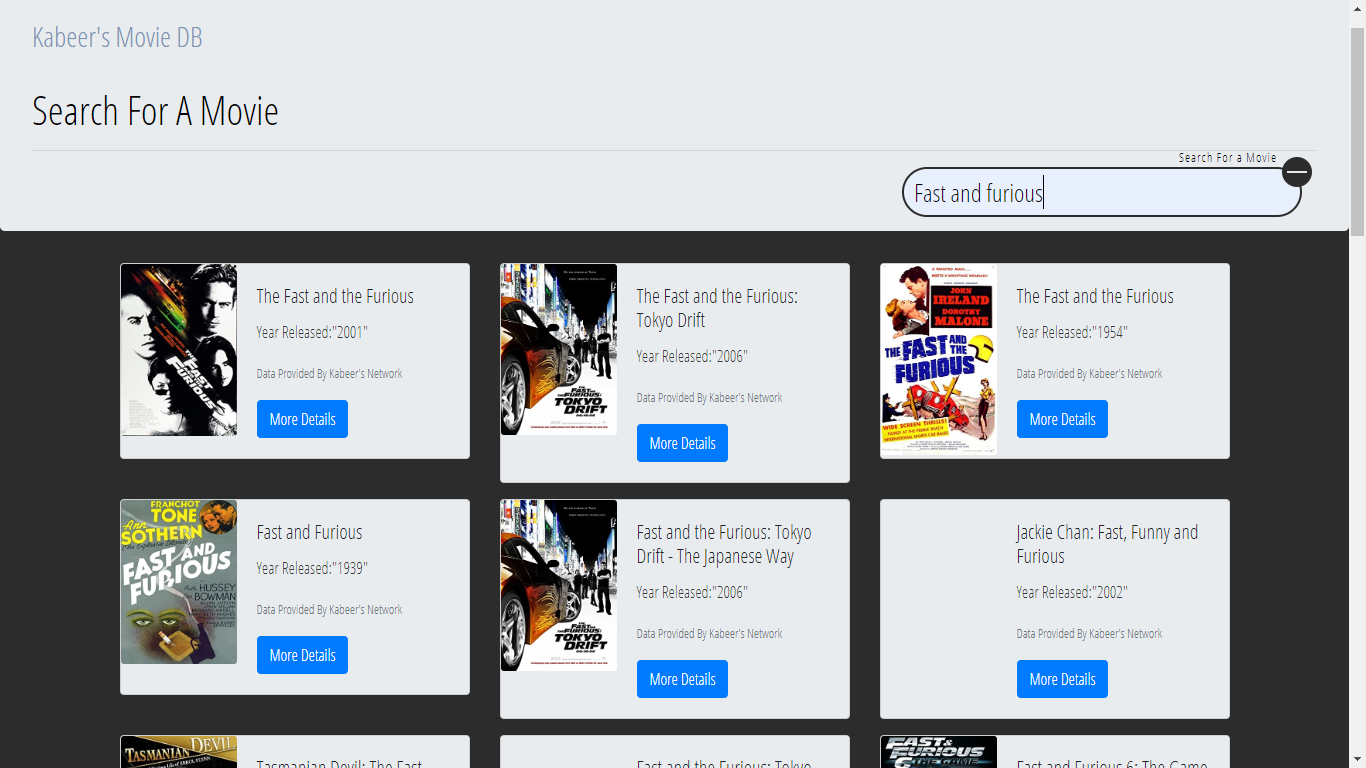 Kabeer's Movie DB
Search For A Movie
Search For a Movie
Fast and furious
THE FAST AND THE FURIOUS
The Fast and the Furious
Year Released:"2001"
Data Provided By Kabeer's Network
More Details
THE FAST AND THE FURIOUS:
TOKYO DRIFT
The Fast and the Furious:
Tokyo Drift
Year Released:"2006"
Data Provided By Kabeer's Network
More Details
JOHN
IRELAND
DOROTHY
MALONE
THE FAST AND THE
FURIOUS
WIDE SCREEN THRILLS!
The Fast and the Furious
Year Released:"1954"
Data Provided By Kabeer's Network
More Details
FRANCHOT
TONE
Ann
SOTHERN
FAST AND
FURIOUS
Ruth HUSSEY
Lee BOWMAN
Fast and Furious
Year Released:"1939"
Data Provided By Kabeer's Network
More Details
THE FAST AND THE FURIOUS:
TOKYO DRIFT
Fast and the Furious: Tokyo
Drift - The Japanese Way
Year Released:"2006"
Data Provided By Kabeer's Network
More Details
Jackie Chan: Fast, Funny and
Furious
Year Released:"2002"
Data Provided By Kabeer's Network
More Details
TASMANIAN DEVIL
Tasmanian Devil: The Fast
Fast and the Furious: Tokyo
FAST &
FURIOUS
6 THE GAME
Fast and Furious 6: The Game